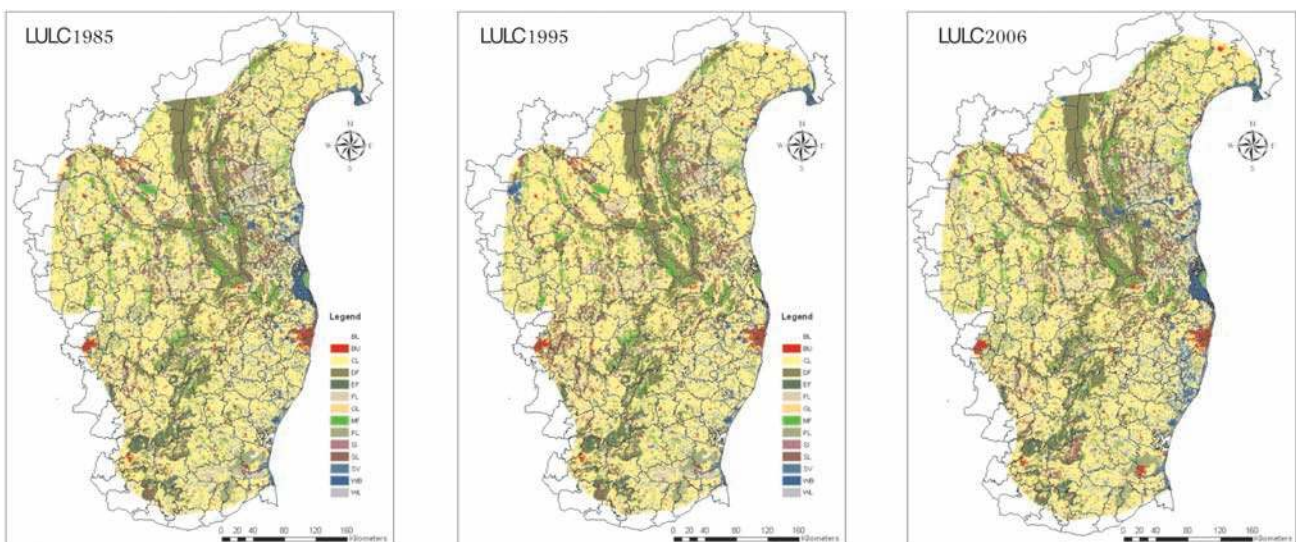 LULC1985
N
W E
S
Legend
BL
BU
CL
DF
EF
FL
GL
MF
PL
SI
SL
SV
WB
WL
0 20 40 80 120 160
Kilometers
LULC1995
N
W E
S
Legend
BL
BU
CL
DF
EF
FL
GL
MF
PL
SI
SL
SV
WB
WL
0 20 40 80 120 160
Kilometers
LULC2006
N
W E
S
0 20 40 80 120 160
Kilometers